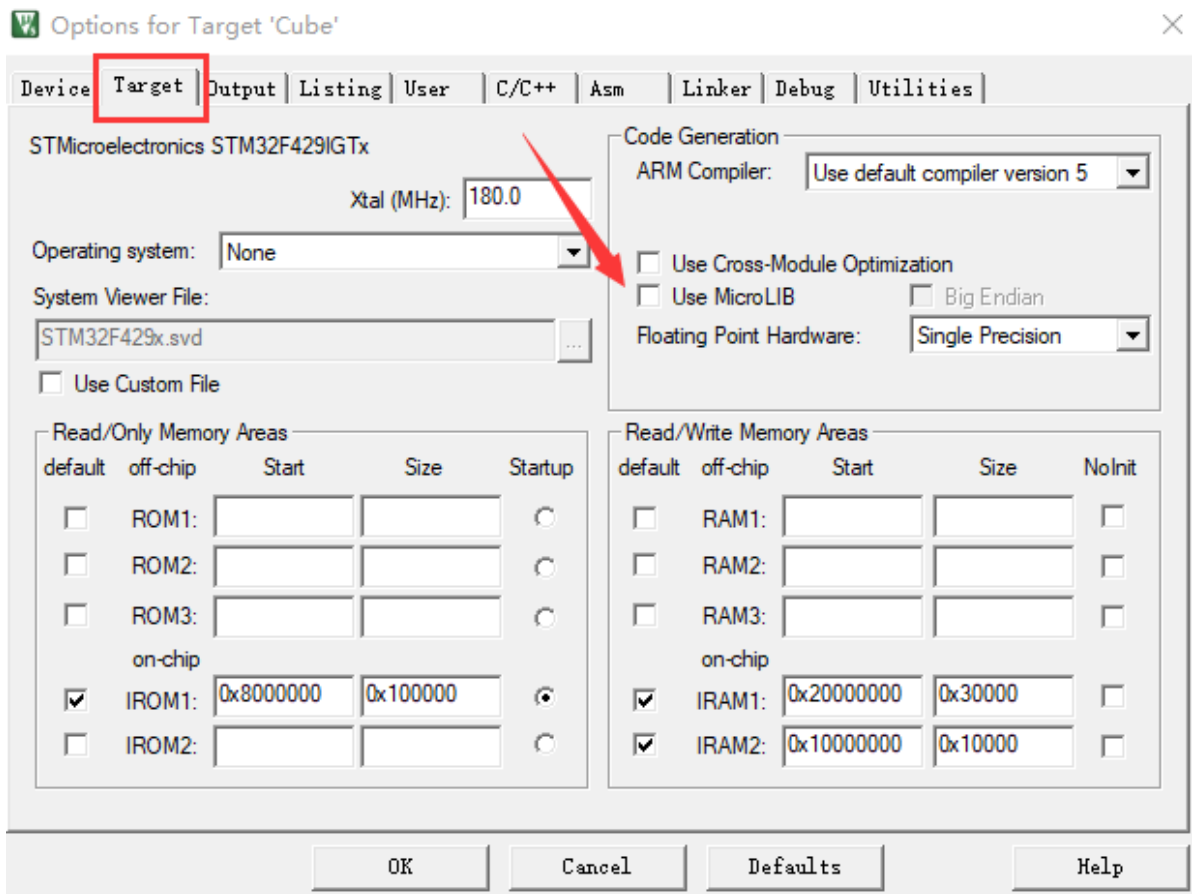 Options for Target 'Cube'
Device Target Output Listing User C/C++ Asm Linker Debug Utilities
STMicroelectronics STM32F429IGTx
Xtal (MHz): 180.0
Operating system: None
System Viewer File:
STM32F429x.svd ...
Use Custom File
Code Generation
ARM Compiler: Use default compiler version 5
Use Cross-Module Optimization
Use MicroLIB Big Endian
Floating Point Hardware: Single Precision
Read/Only Memory Areas
default off-chip Start Size Startup
ROM1:
ROM2:
ROM3:
on-chip
IROM1: 0x8000000 0x100000
IROM2:
Read/Write Memory Areas
default off-chip Start Size NoInit
RAM1:
RAM2:
RAM3:
on-chip
IRAM1: 0x20000000 0x30000
IRAM2: 0x10000000 0x10000
OK Cancel Defaults Help